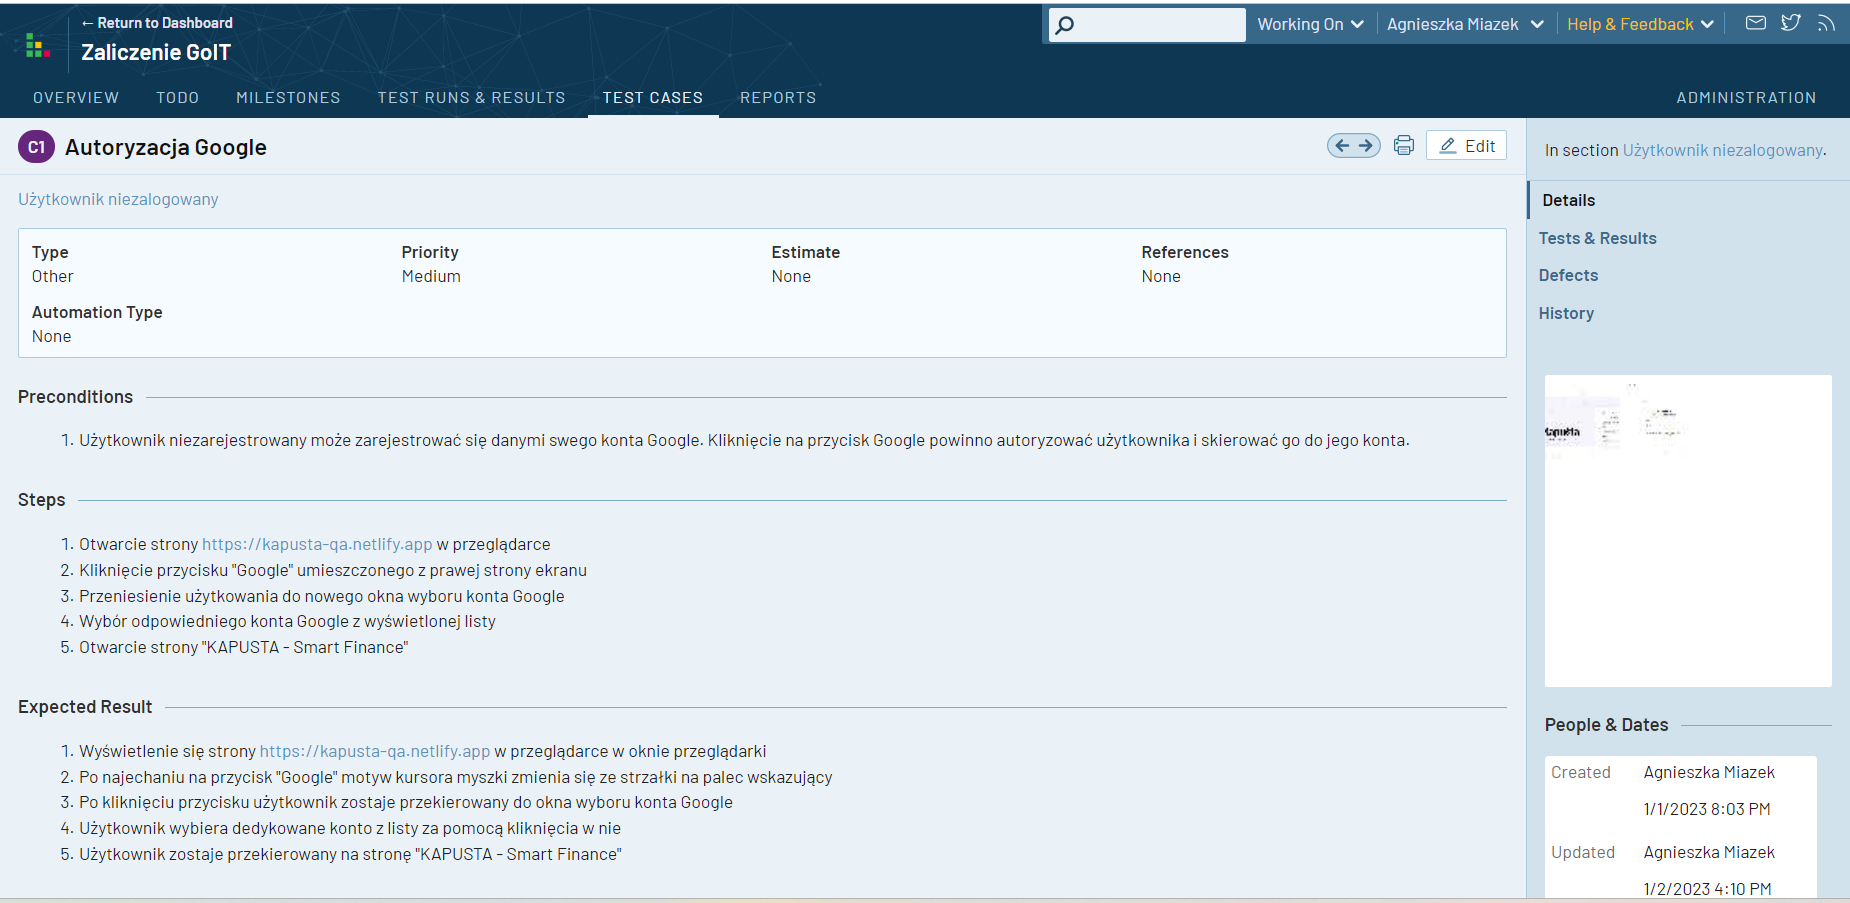 ← Return to Dashboard
Zaliczenie GoIT
Working On
Agnieszka Miazek
Help & Feedback
OVERVIEW
TODO
MILESTONES
TEST RUNS & RESULTS
TEST CASES
REPORTS
ADMINISTRATION
C1
Autoryzacja Google
Edit
In section Użytkownik niezalogowany.
Użytkownik niezalogowany
Details
Tests & Results
Defects
History
Type
Other
Priority
Medium
Estimate
None
References
None
Automation Type
None
Preconditions
1. Użytkownik niezarejestrowany może zarejestrować się danymi swego konta Google. Kliknięcie na przycisk Google powinno autoryzować użytkownika i skierować go do jego konta.
Steps
1. Otwarcie strony https://kapusta-qa.netlify.app w przeglądarce
2. Kliknięcie przycisku "Google" umieszczonego z prawej strony ekranu
3. Przeniesienie użytkowania do nowego okna wyboru konta Google
4. Wybór odpowiedniego konta Google z wyświetlonej listy
5. Otwarcie strony "KAPUSTA - Smart Finance"
Expected Result
1. Wyświetlenie się strony https://kapusta-qa.netlify.app w przeglądarce w oknie przeglądarki
2. Po najechaniu na przycisk "Google" motyw kursora myszki zmienia się ze strzałki na palec wskazujący
3. Po kliknięciu przycisku użytkownik zostaje przekierowany do okna wyboru konta Google
4. Użytkownik wybiera dedykowane konto z listy za pomocą kliknięcia w nie
5. Użytkownik zostaje przekierowany na stronę "KAPUSTA - Smart Finance"
People & Dates
Created
Agnieszka Miazek
1/1/2023 8:03 PM
Updated
Agnieszka Miazek
1/2/2023 4:10 PM